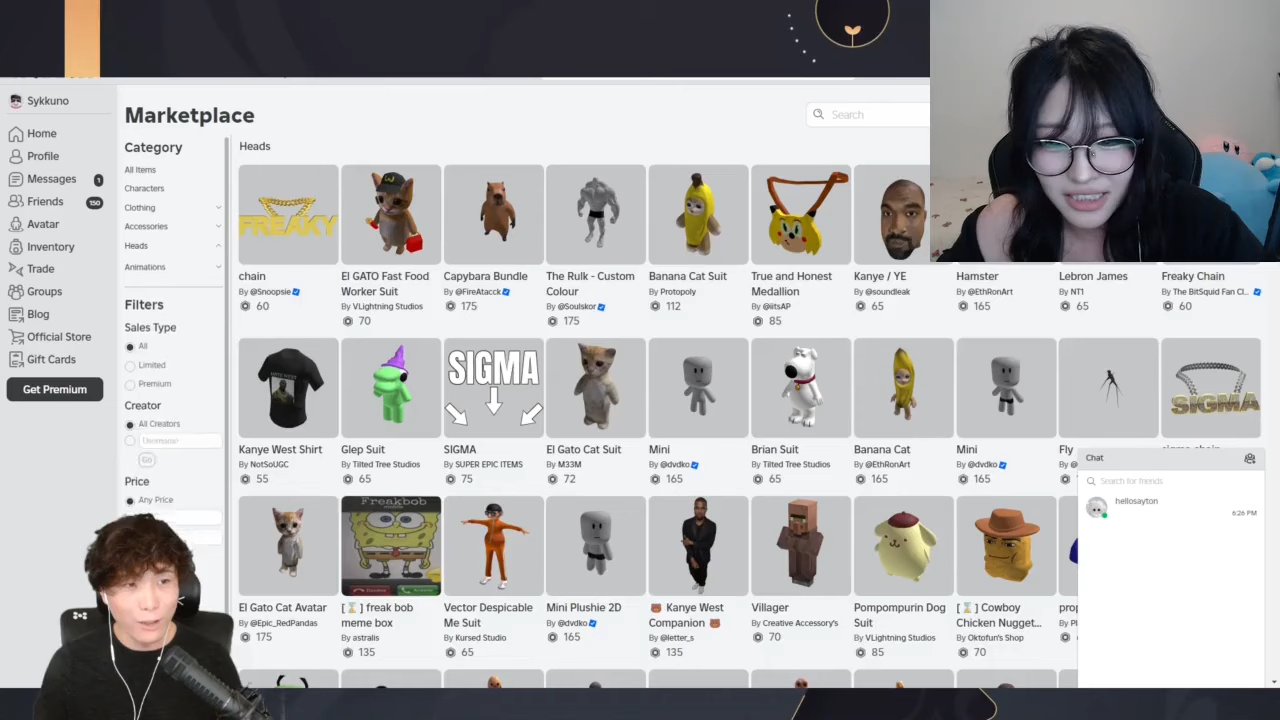 Sykkuno
Home
Profile
Messages 1
Friends 150
Avatar
Inventory
Trade
Groups
Blog
Official Store
Gift Cards
Get Premium
Marketplace
Search
Category
All Items
Characters
Clothing
Accessories
Heads
Animations
Filters
Sales Type
All
Limited
Premium
Creator
All Creators
Username
Go
Price
Any Price
Heads
FREAKY
chain
By @Snoopsie
60
El GATO Fast Food
Worker Suit
By VLightning Studios
70
Capybara Bundle
By @FireAtacck
175
The Rulk - Custom
Colour
By @Soulskor
175
Banana Cat Suit
By Protopoly
112
True and Honest
Medallion
By @iitsAP
85
Kanye / YE
By @soundleak
65
Hamster
By @EthRonArt
165
Lebron James
By NT1
65
Freaky Chain
By The BitSquid Fan Cl...
60
Kanye West Shirt
By NotSoUGC
55
Glep Suit
By Tilted Tree Studios
65
SIGMA
SIGMA
By SUPER EPIC ITEMS
75
El Gato Cat Suit
By M33M
72
Mini
By @dvdko
165
Brian Suit
By Tilted Tree Studios
65
Banana Cat
By @EthRonArt
165
Mini
By @dvdko
165
Fly
By @
SIGMA
sigma chain
El Gato Cat Avatar
By @Epic_RedPandas
175
Freakbob
[⌛] freak bob
meme box
By astralis
135
Vector Despicable
Me Suit
By Kursed Studio
65
Mini Plushie 2D
By @dvdko
165
🐻 Kanye West
Companion 🐻
By @letter_s
135
Villager
By Creative Accessory's
70
Pompompurin Dog
Suit
By VLightning Studios
85
[⌛] Cowboy
Chicken Nugget...
By Oktofun's Shop
70
Chat
Search for friends
hellosayton
6:26 PM